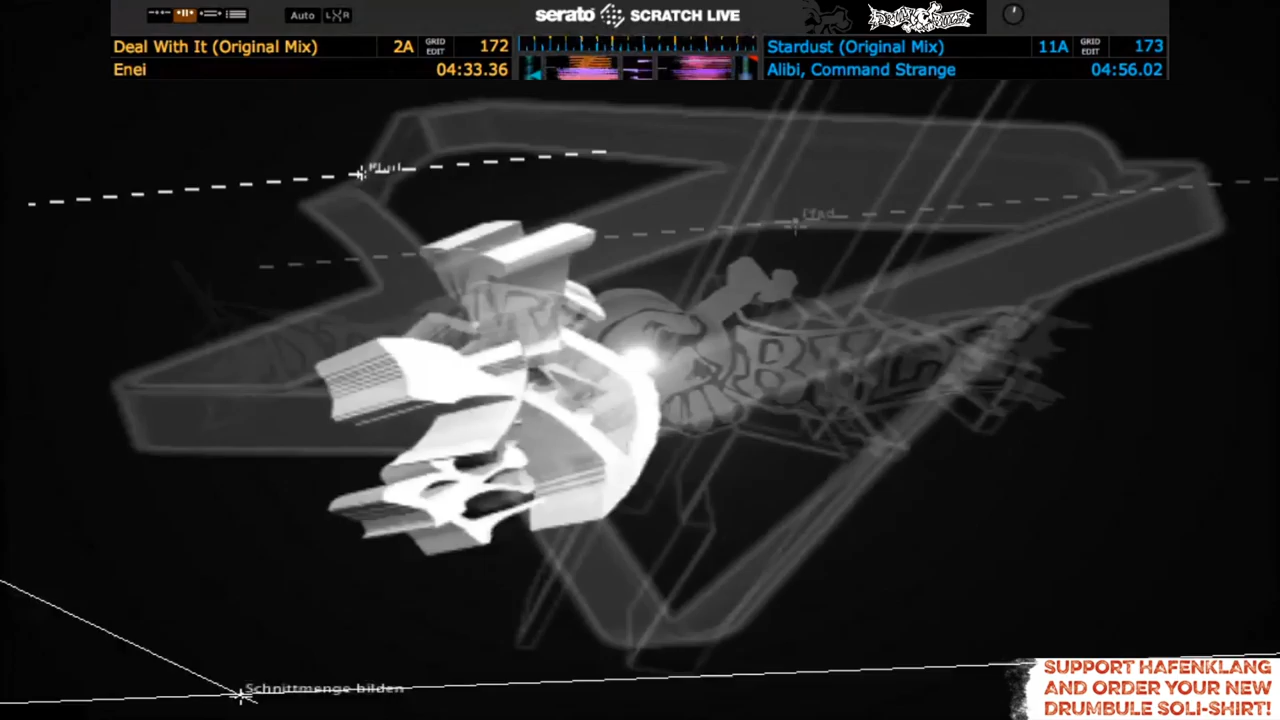 Auto
LXR
serato SCRATCH LIVE
Deal With It (Original Mix) 2A GRID EDIT 172
Enei 04:33.36
Stardust (Original Mix) 11A GRID EDIT 173
Alibi, Command Strange 04:56.02
Pfad
Schnittmenge bilden
SUPPORT HAFENKLANG
AND ORDER YOUR NEW
DRUMBULE SOLI-SHIRT!